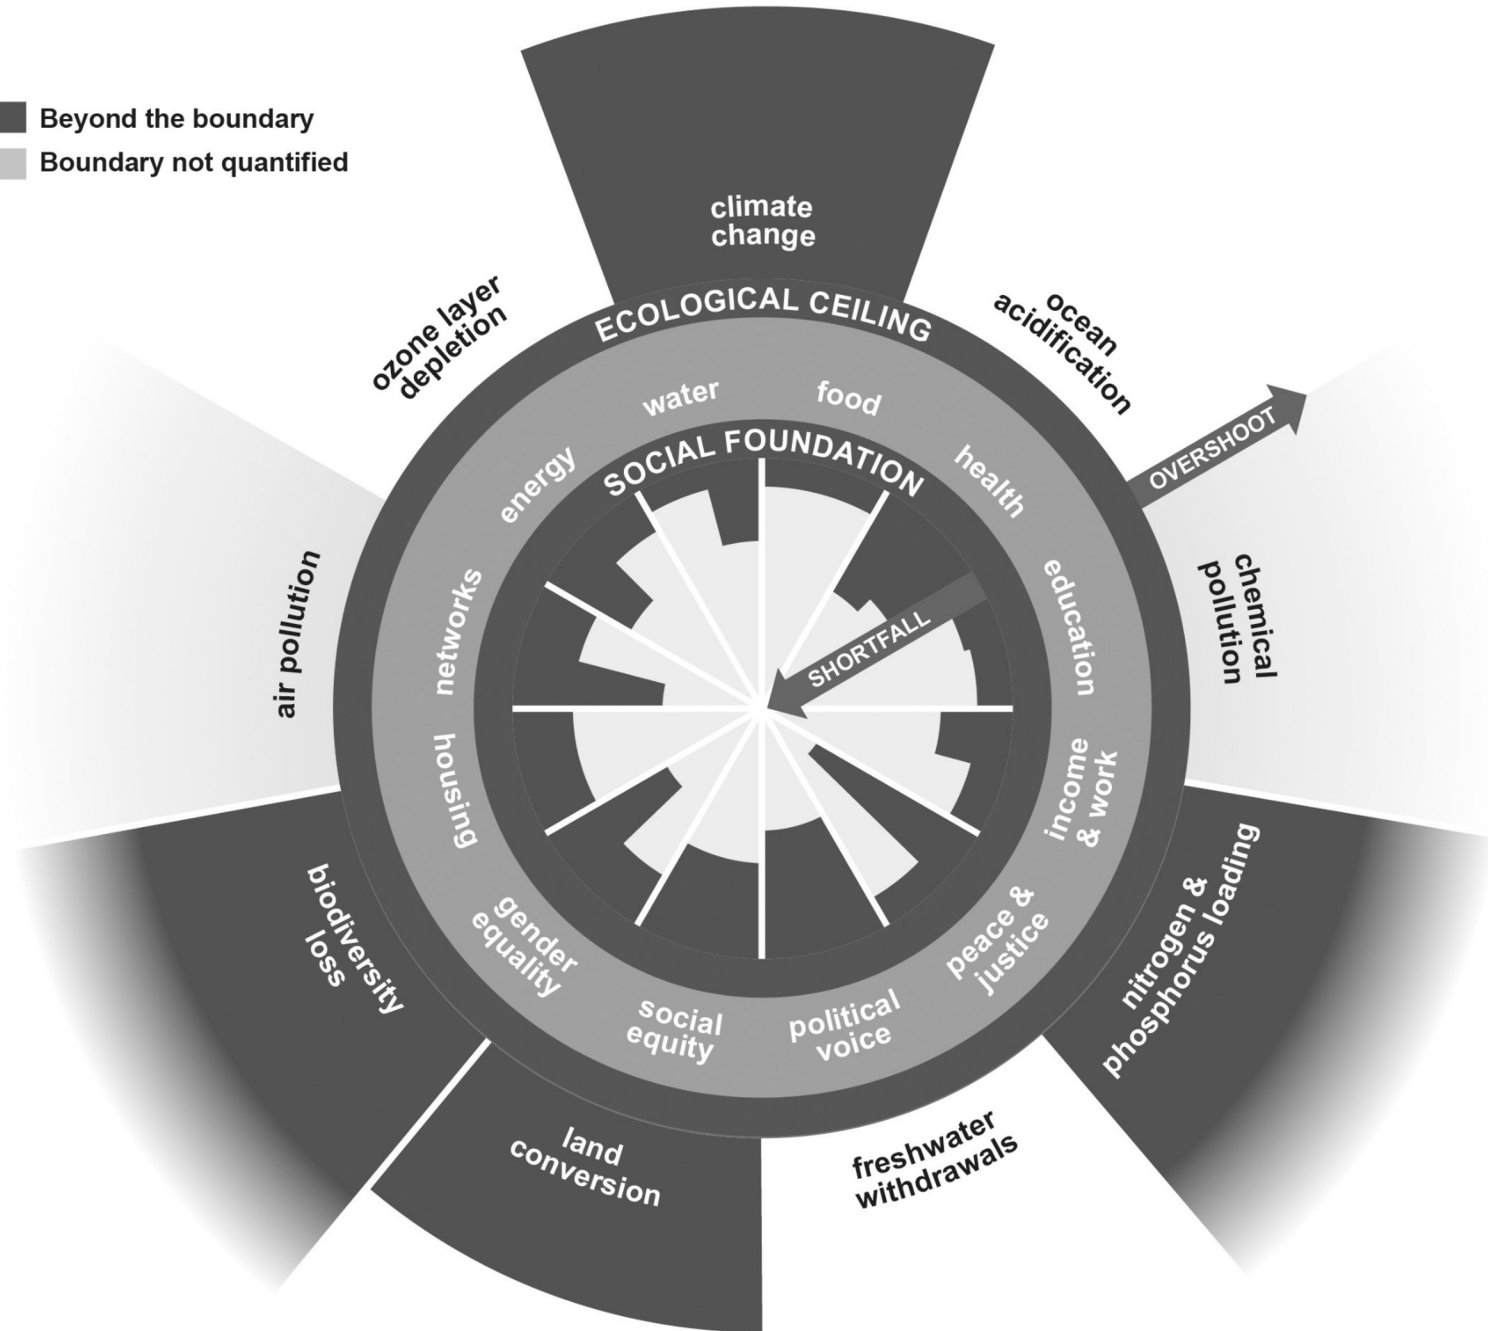 Beyond the boundary
Boundary not quantified
climate
change
ozone layer
depletion
ocean
acidification
ECOLOGICAL CEILING
water
food
SOCIAL FOUNDATION
energy
health
OVERSHOOT
networks
education
air pollution
chemical
pollution
SHORTFALL
housing
income
& work
gender
equality
peace &
justice
social
equity
political
voice
biodiversity
loss
nitrogen &
phosphorus loading
land
conversion
freshwater
withdrawals